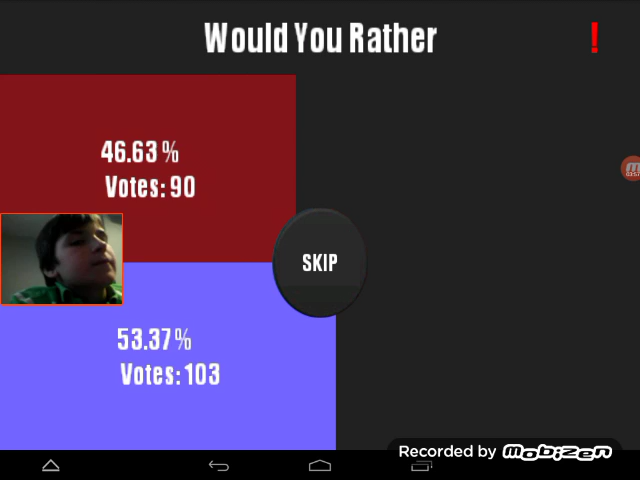 Would You Rather !
46.63%
Votes: 90
SKIP
53.37%
Votes: 103
Recorded by mobizen